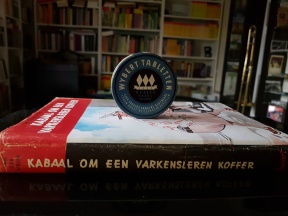 WYBERT TABLETTEN
KABAAL OM EEN
VARKENSLEREN KOFFER
KABAAL OM EEN VARKENSLEREN KOFFER